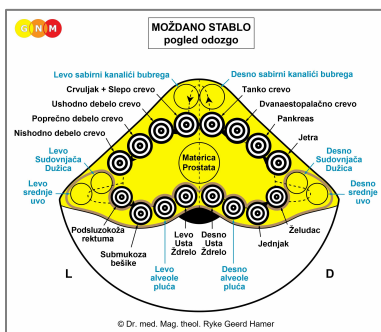 G N M
MOŽDANO STABLO
pogled odozgo
Levo sabirni kanalići bubrega
Desno sabirni kanalići bubrega
Crvuljak + Slepo crevo
Tanko crevo
Ushodno debelo crevo
Dvanaestopalačno crevo
Poprečno debelo crevo
Pankreas
Nishodno debelo crevo
Jetra
Levo
Sudovnjača
Dužica
Desno
Sudovnjača
Dužica
Materica
Prostata
Levo
srednje
uvo
Desno
srednje
uvo
Podsluzokoža
rektuma
Submukoza
bešike
Levo
Usta
Ždrelo
Desno
Usta
Ždrelo
Jednjak
Želudac
Levo
alveole
pluća
Desno
alveole
pluća
L
D
© Dr. med. Mag. theol. Ryke Geerd Hamer